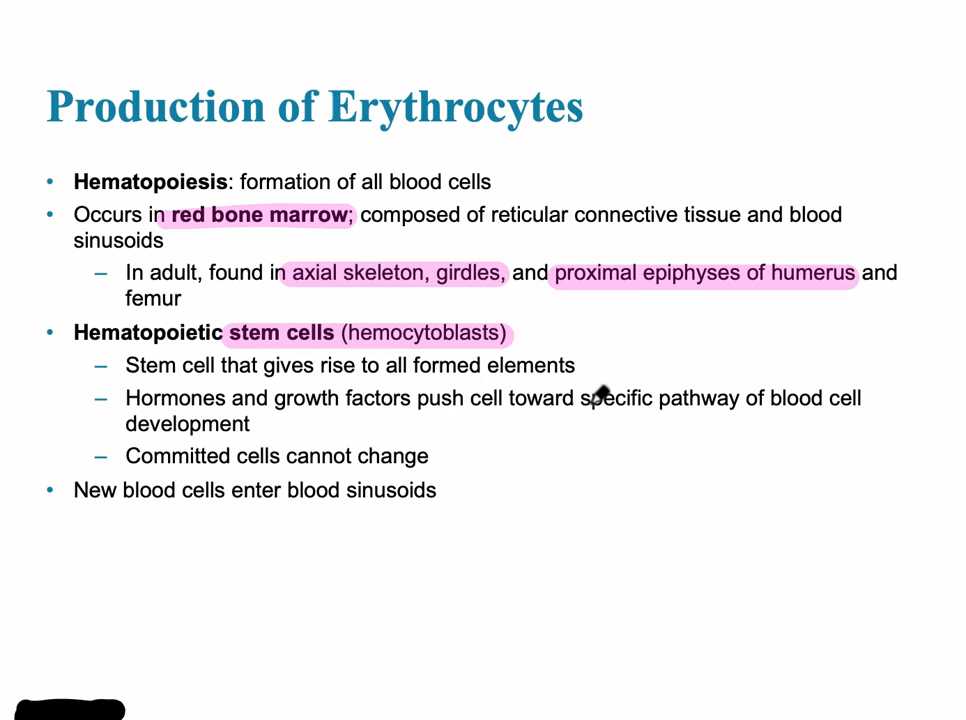 Production of Erythrocytes
• Hematopoiesis: formation of all blood cells
• Occurs in red bone marrow; composed of reticular connective tissue and blood
sinusoids
– In adult, found in axial skeleton, girdles, and proximal epiphyses of humerus and
femur
• Hematopoietic stem cells (hemocytoblasts)
– Stem cell that gives rise to all formed elements
– Hormones and growth factors push cell toward specific pathway of blood cell
development
– Committed cells cannot change
• New blood cells enter blood sinusoids